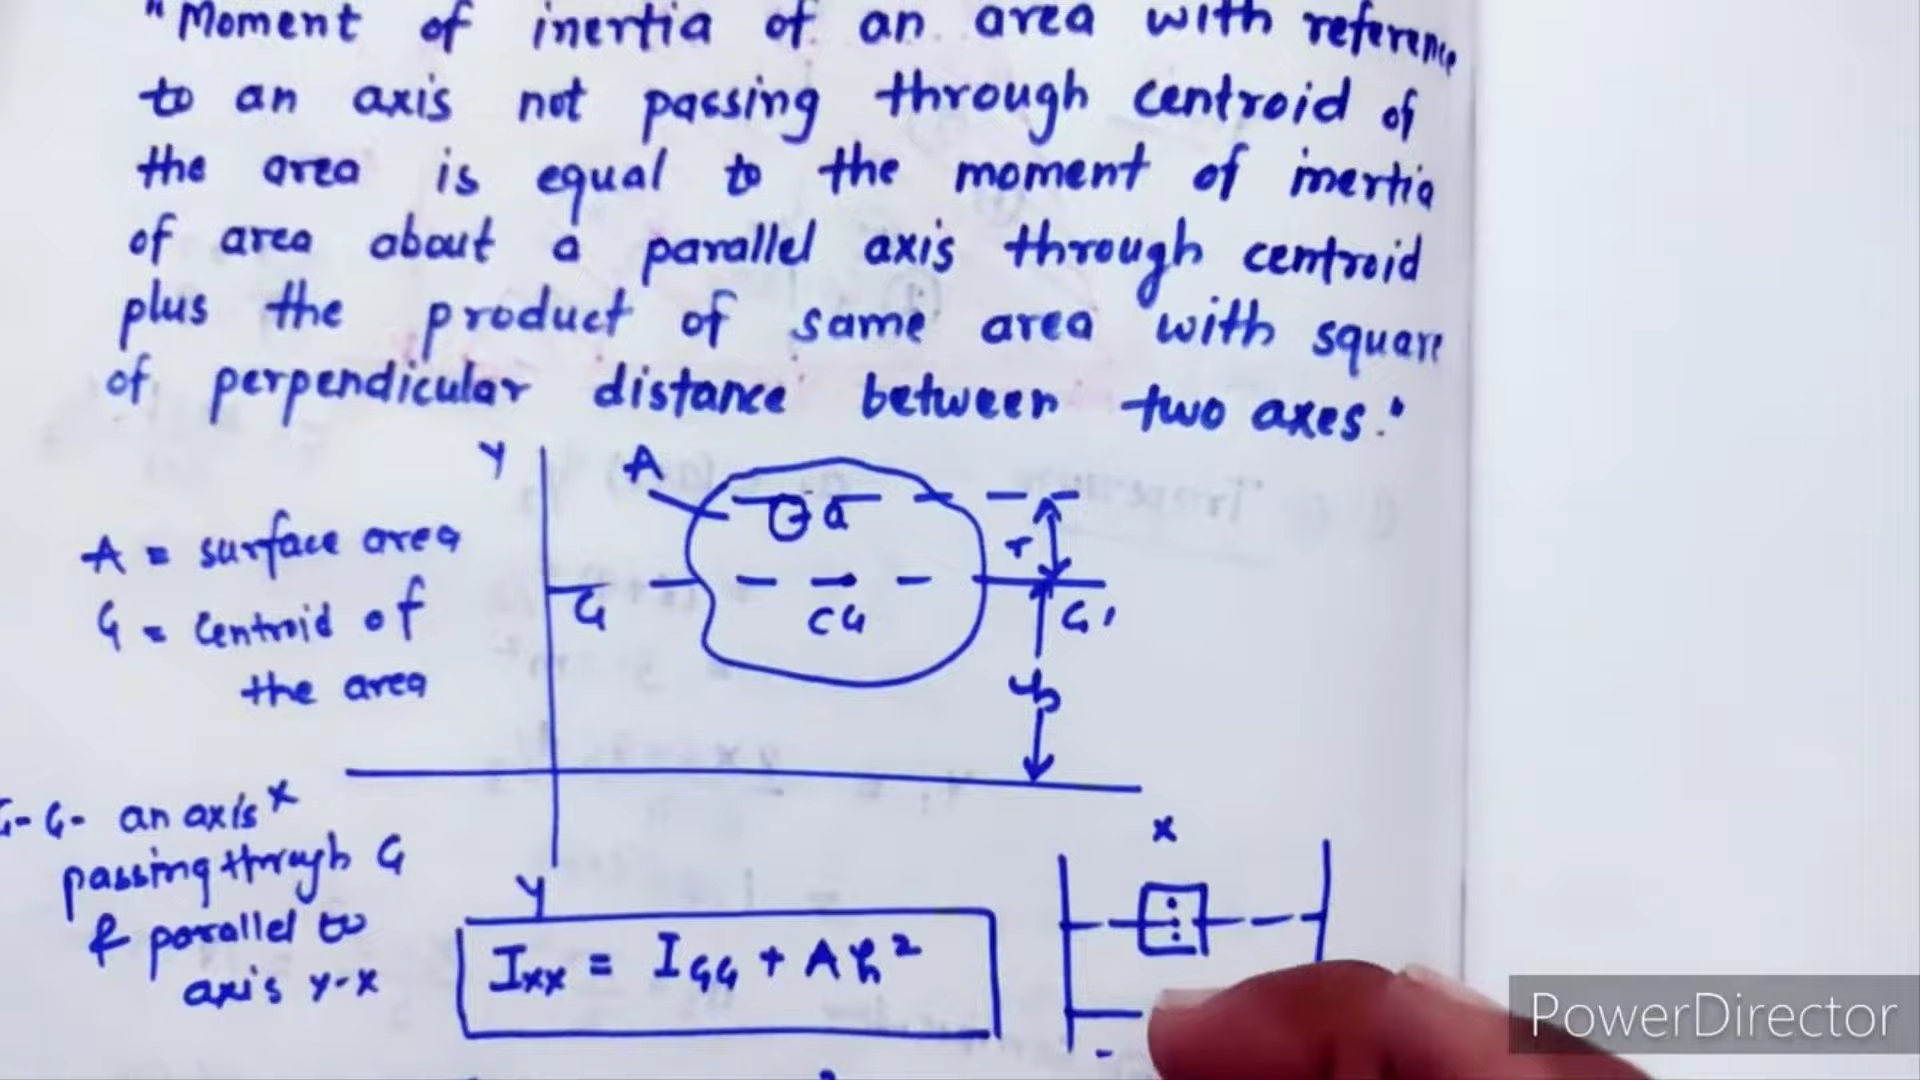 "Moment of inertia of an area with reference
to an axis not passing through centroid of
the area is equal to the moment of inertia
of area about a parallel axis through centroid
plus the product of same area with square
of perpendicular distance between two axes."
Y
A
a
A = surface area
r
G
CG
G'
G = Centroid of
the area
h
X
G-G- an axis
passing through G
& parallel to
axis Y-X
X
Y
Ixx = IGG + Ah²
PowerDirector